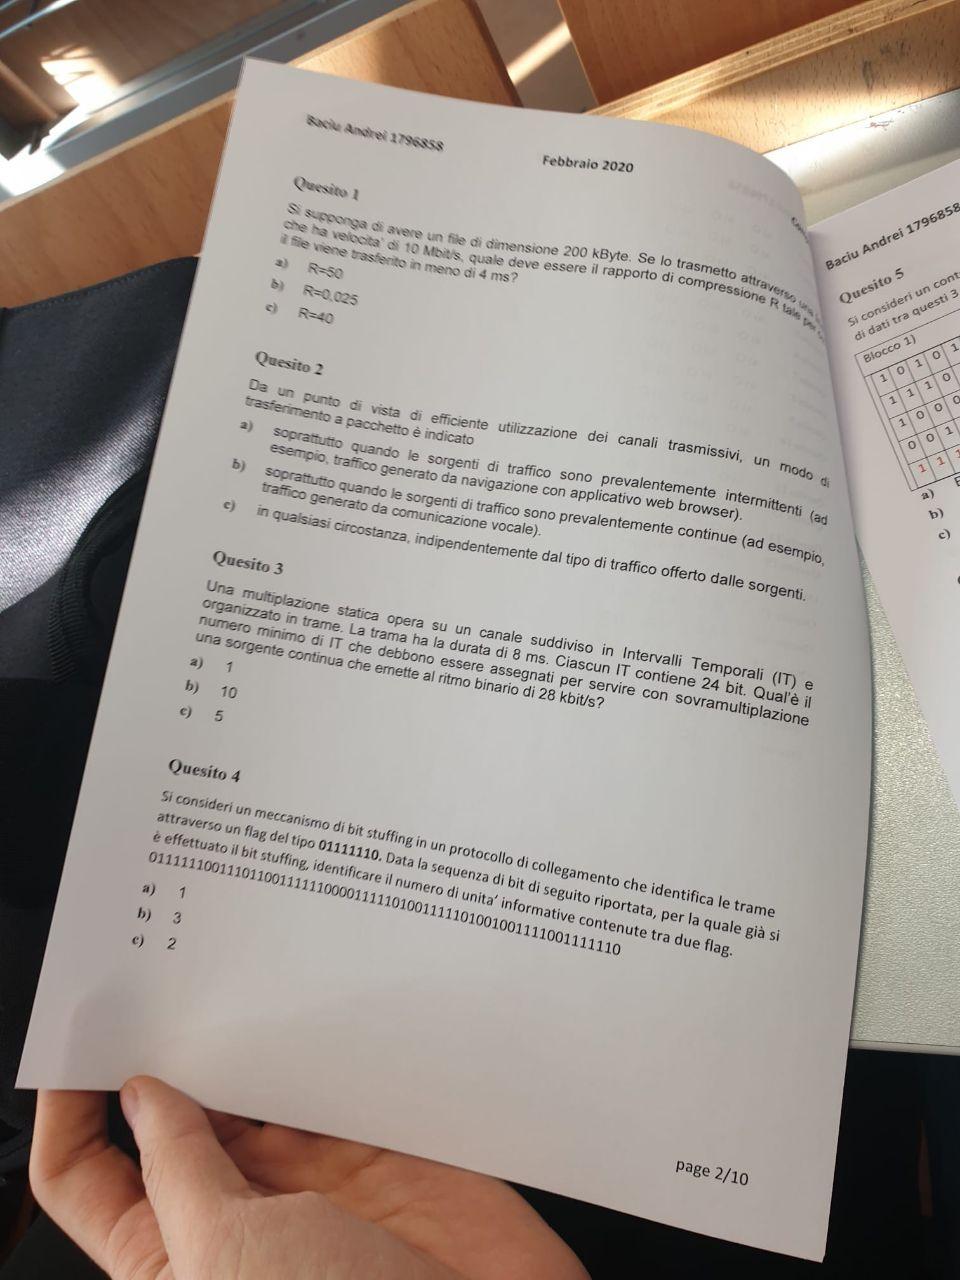 Baciu Andrei 1796858
Febbraio 2020
Quesito 1
Si supponga di avere un file di dimensione 200 kByte. Se lo trasmetto attraverso una
che ha velocita' di 10 Mbit/s, quale deve essere il rapporto di compressione R tale per
il file viene trasferito in meno di 4 ms?
a) R=50
b) R=0,025
c) R=40
Quesito 2
Da un punto di vista di efficiente utilizzazione dei canali trasmissivi, un modo di
trasferimento a pacchetto è indicato
a) soprattutto quando le sorgenti di traffico sono prevalentemente intermittenti (ad
esempio, traffico generato da navigazione con applicativo web browser).
b) soprattutto quando le sorgenti di traffico sono prevalentemente continue (ad esempio,
traffico generato da comunicazione vocale).
c) in qualsiasi circostanza, indipendentemente dal tipo di traffico offerto dalle sorgenti.
Quesito 3
Una multiplazione statica opera su un canale suddiviso in Intervalli Temporali (IT) e
organizzato in trame. La trama ha la durata di 8 ms. Ciascun IT contiene 24 bit. Qual'è il
numero minimo di IT che debbono essere assegnati per servire con sovramultiplazione
una sorgente continua che emette al ritmo binario di 28 kbit/s?
a) 1
b) 10
c) 5
Quesito 4
Si consideri un meccanismo di bit stuffing in un protocollo di collegamento che identifica le trame
attraverso un flag del tipo 01111110. Data la sequenza di bit di seguito riportata, per la quale già si
è effettuato il bit stuffing, identificare il numero di unita' informative contenute tra due flag.
a) 1
b) 3
c) 2
page 2/10
Baciu Andrei 1796858
Quesito 5
Si consideri un
di dati tra questi 3
Blocco 1)
1 0 1 0 1
1 1 1 0
1 0 0 0
0 0 1
1 1
a)
b)
c)